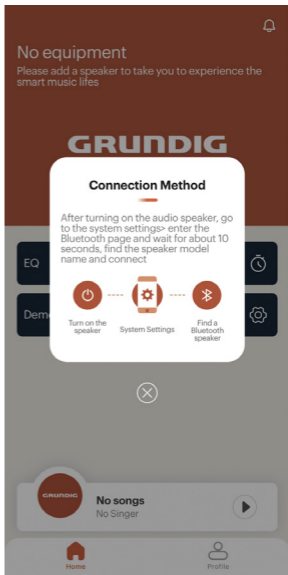 No equipment
Please add a speaker to take you to experience the
smart music lifes
GRUNDIG
Connection Method
After turning on the audio speaker, go
to the system settings> enter the
Bluetooth page and wait for about 10
seconds, find the speaker model
name and connect
EQ
Turn on the
speaker
System Settings
Find a
Bluetooth
speaker
Dem
GRUNDIG
No songs
No Singer
Home
Profile